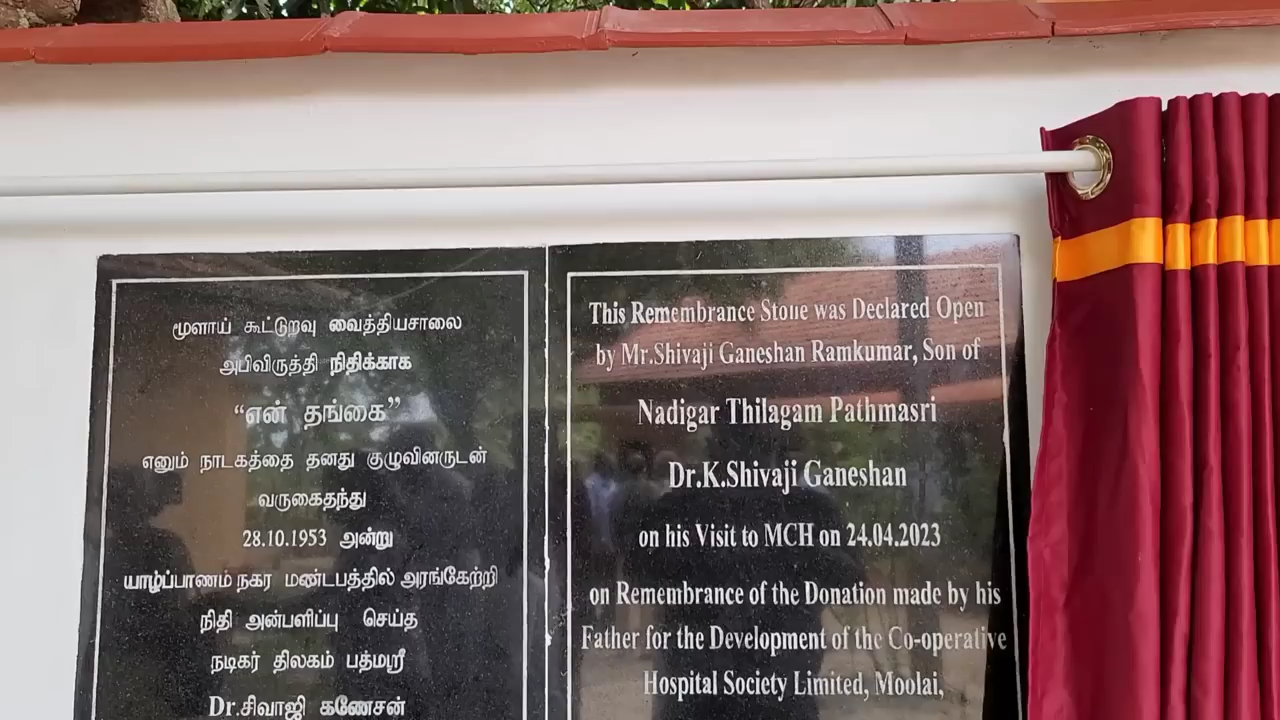 மூளாய் கூட்டுறவு வைத்தியசாலை
அபிவிருத்தி நிதிக்காக
“என் தங்கை”
எனும் நாடகத்தை தனது குழுவினருடன்
வருகைதந்து
28.10.1953 அன்று
யாழ்ப்பாணம் நகர மண்டபத்தில் அரங்கேற்றி
நிதி அன்பளிப்பு செய்த
நடிகர் திலகம் பத்மஸ்ரீ
Dr.சிவாஜி கணேசன்
This Remembrance Stone was Declared Open
by Mr.Shivaji Ganeshan Ramkumar, Son of
Nadigar Thilagam Pathmasri
Dr.K.Shivaji Ganeshan
on his Visit to MCH on 24.04.2023
on Remembrance of the Donation made by his
Father for the Development of the Co-operative
Hospital Society Limited, Moolai,